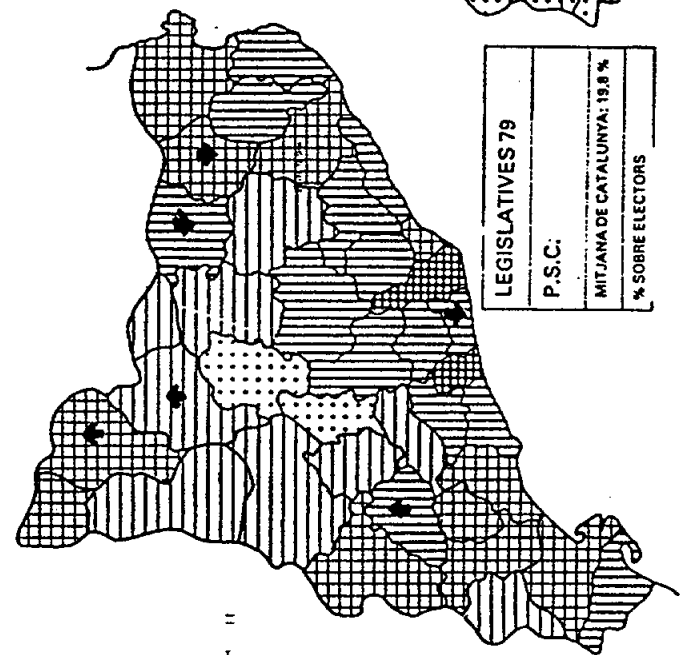 LEGISLATIVES 79
P.S.C.
MITJANA DE CATALUNYA: 19,8 %
% SOBRE ELECTORS